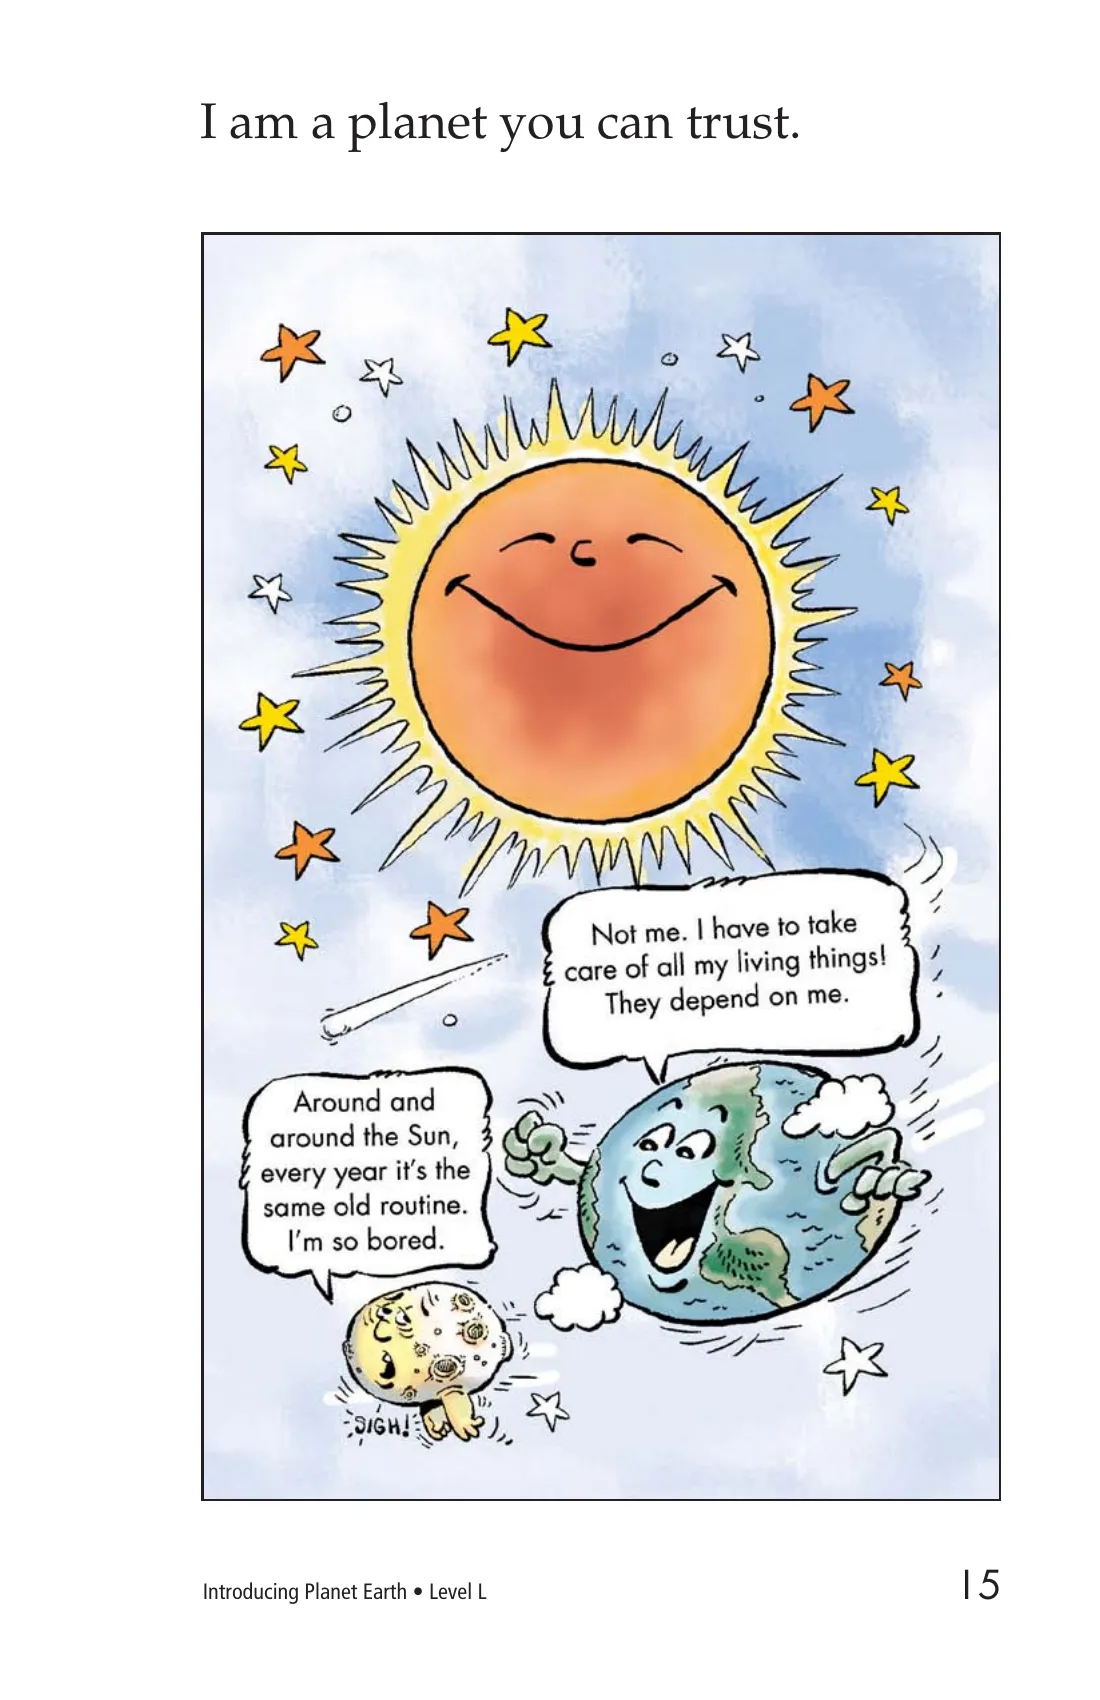 I am a planet you can trust.
Not me. I have to take
care of all my living things!
They depend on me.
Around and
around the Sun,
every year it's the
same old routine.
I'm so bored.
SIGH!
Introducing Planet Earth • Level L
15